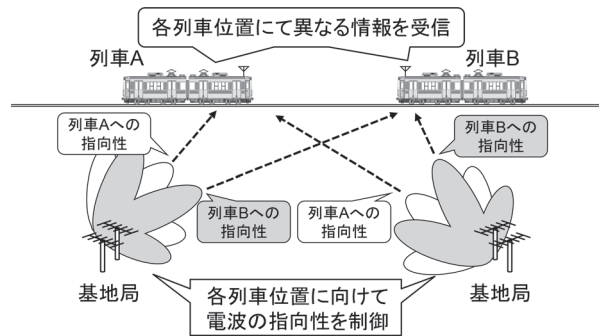 各列車位置にて異なる情報を受信
列車A
列車B
列車Aへの
指向性
列車Bへの
指向性
列車Bへの
指向性
列車Aへの
指向性
基地局
各列車位置に向けて
電波の指向性を制御
基地局